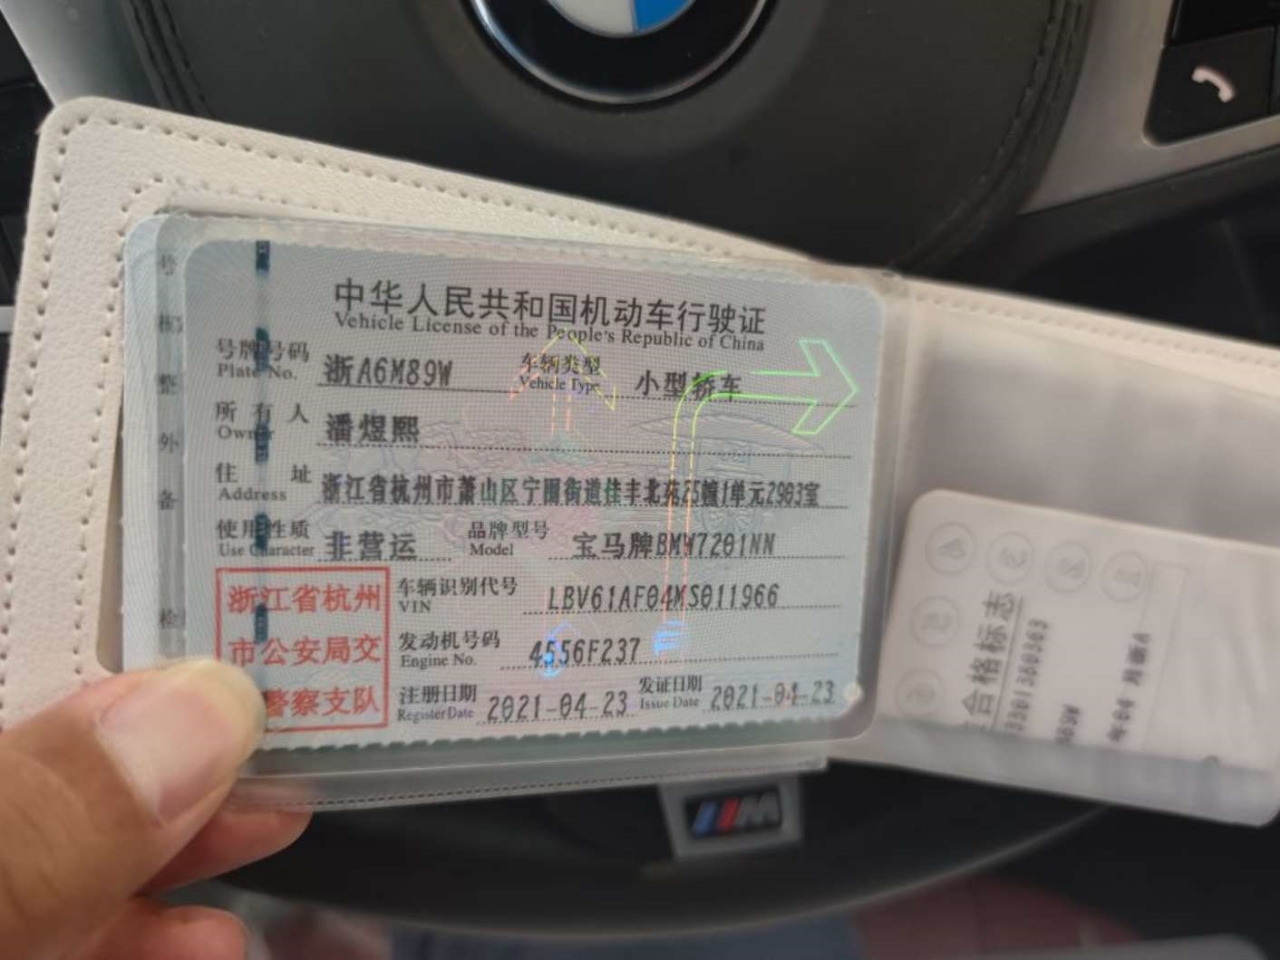 中华人民共和国机动车行驶证
Vehicle License of the People's Republic of China
号牌号码 浙A6M89W 车辆类型 小型轿车
Plate No. Vehicle Type
所有人 潘煜熙
Owner
住址 浙江省杭州市萧山区宁围街道佳丰北苑25幢1单元2903室
Address
使用性质 非营运 品牌型号 宝马牌BMW7201NN
Use Character Model
浙江省杭州
市公安局交
警察支队
车辆识别代号 LBV61AF04MS011966
VIN
发动机号码 4556F237
Engine No.
注册日期 2021-04-23 发证日期 2021-04-23
Register Date Issue Date
号
整
外
备
检
合格标志
M